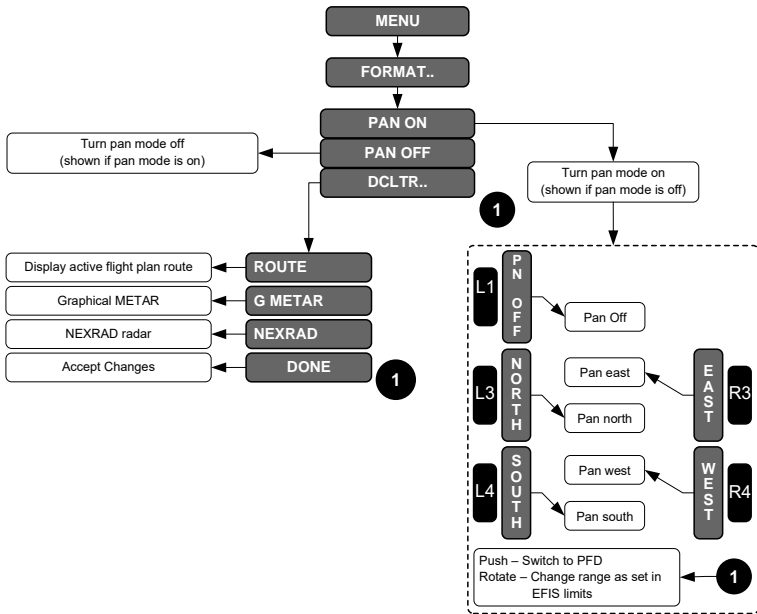 MENU
FORMAT..
PAN ON
PAN OFF
DCLTR..
Turn pan mode off
(shown if pan mode is on)
Turn pan mode on
(shown if pan mode is off)
1
ROUTE
Display active flight plan route
G METAR
Graphical METAR
NEXRAD
NEXRAD radar
DONE
Accept Changes
1
L1
PN OFF
Pan Off
L3
NORTH
Pan east
Pan north
EAST
R3
L4
SOUTH
Pan west
Pan south
WEST
R4
Push – Switch to PFD
Rotate – Change range as set in
EFIS limits
1